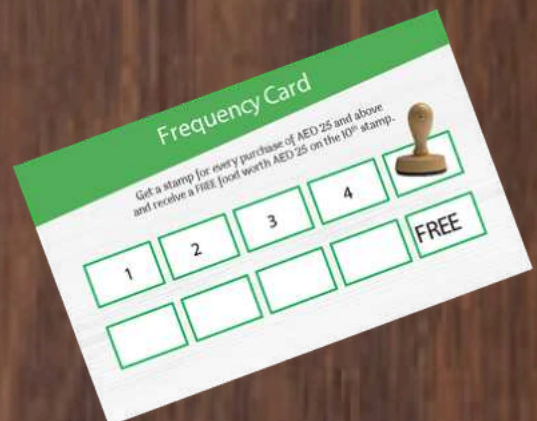 Frequency Card
Get a stamp for every purchase of AED 25 and above
and receive a FREE food worth AED 25 on the 10th stamp.
1 2 3 4
FREE